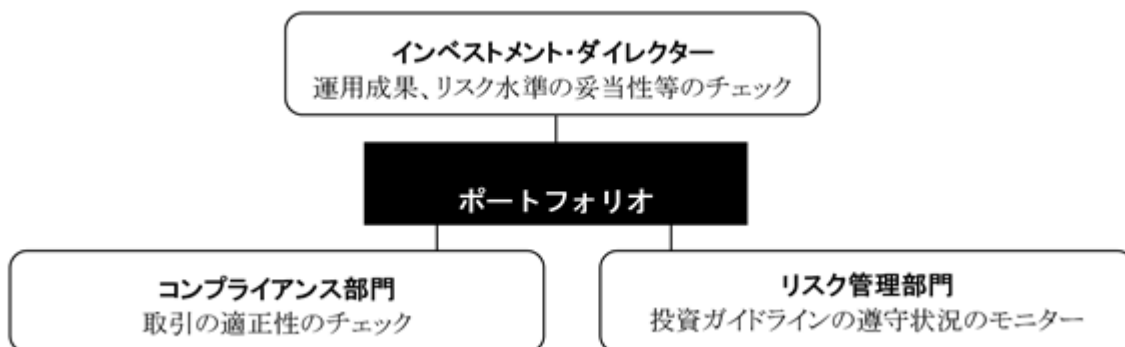 インベストメント・ダイレクター
運用成果、リスク水準の妥当性等のチェック
ポートフォリオ
コンプライアンス部門
取引の適正性のチェック
リスク管理部門
投資ガイドラインの遵守状況のモニター